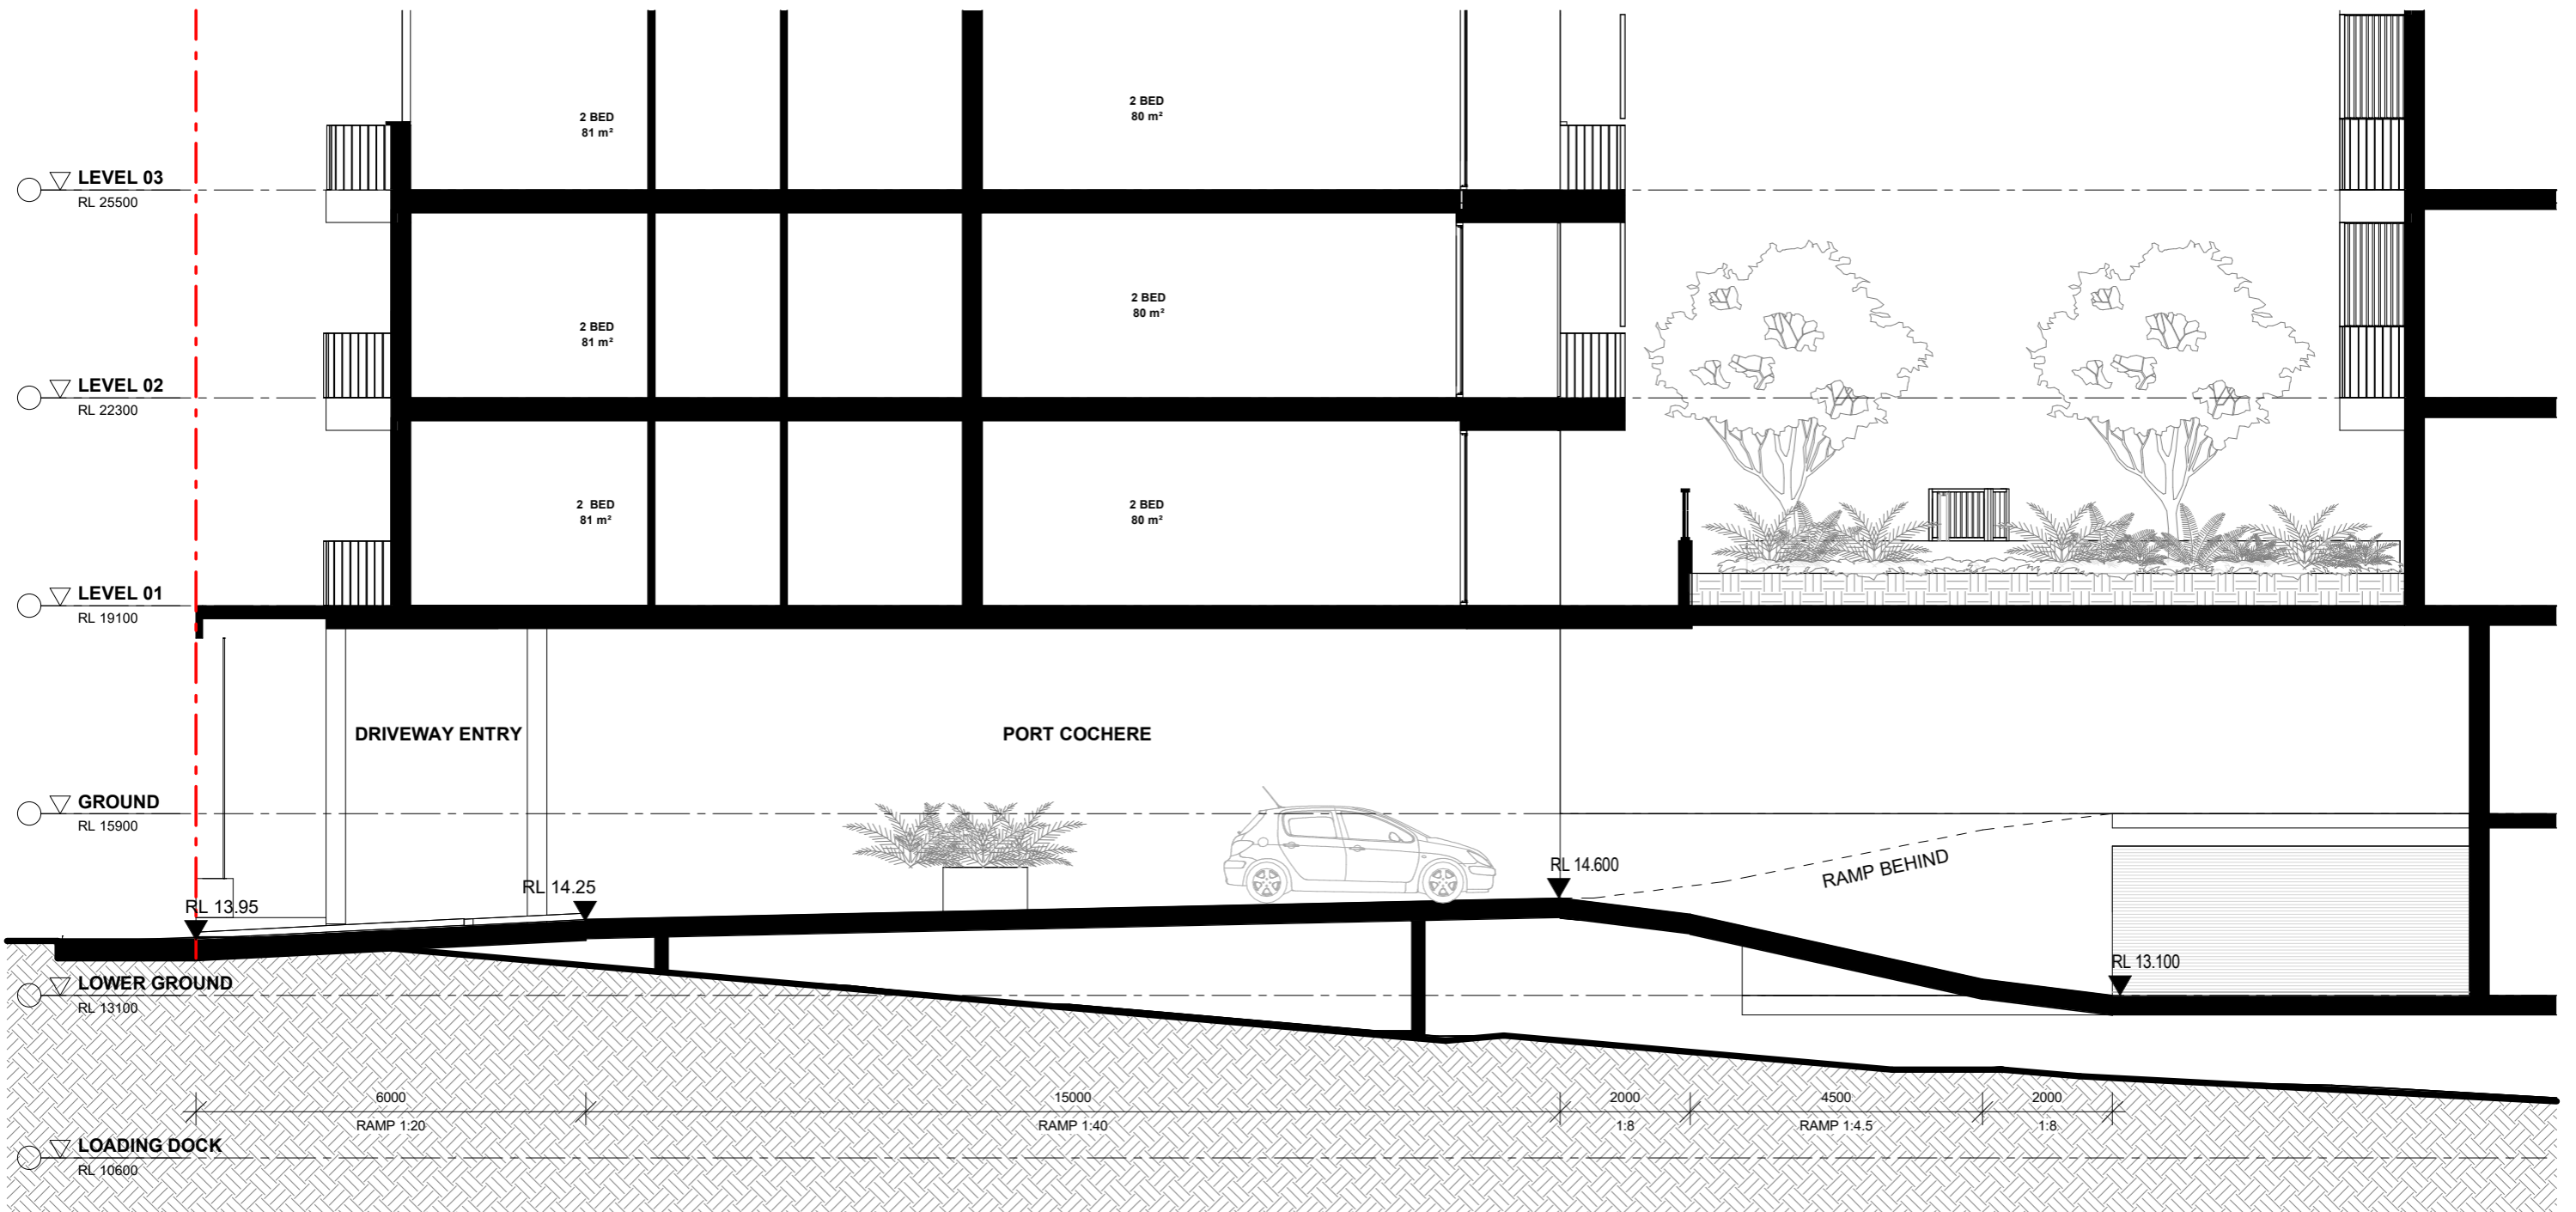 2 BED
81 m²
2 BED
80 m²
LEVEL 03
RL 25500
2 BED
81 m²
2 BED
80 m²
LEVEL 02
RL 22300
2 BED
81 m²
2 BED
80 m²
LEVEL 01
RL 19100
DRIVEWAY ENTRY
PORT COCHERE
GROUND
RL 15900
RL 13.95
RL 14.25
RL 14.600
RAMP BEHIND
RL 13.100
LOWER GROUND
RL 13100
6000
15000
2000
4500
2000
RAMP 1:20
RAMP 1:40
1:8
RAMP 1:4.5
1:8
LOADING DOCK
RL 10600